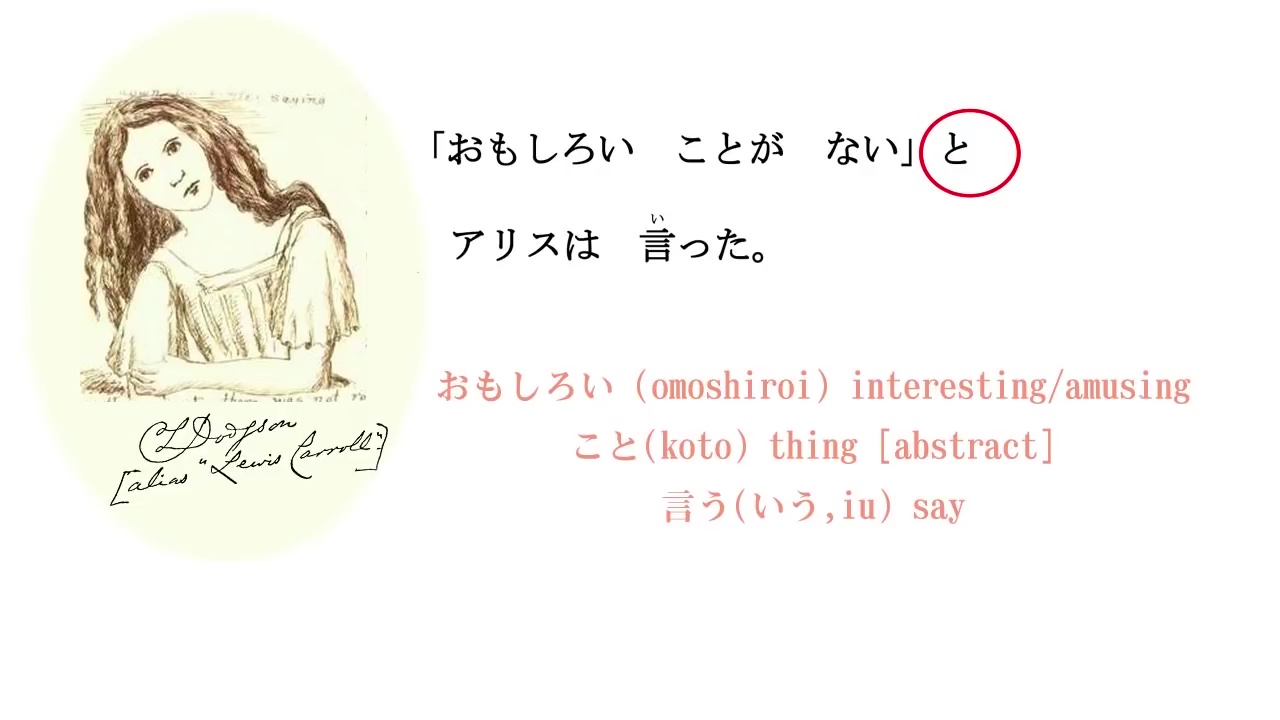 「おもしろい　ことが　ない」と
アリスは　言った。
い
おもしろい (omoshiroi) interesting/amusing
こと(koto) thing [abstract]
言う(いう,iu) say
saying
CLDodgson
[alias "Lewis Carroll"]